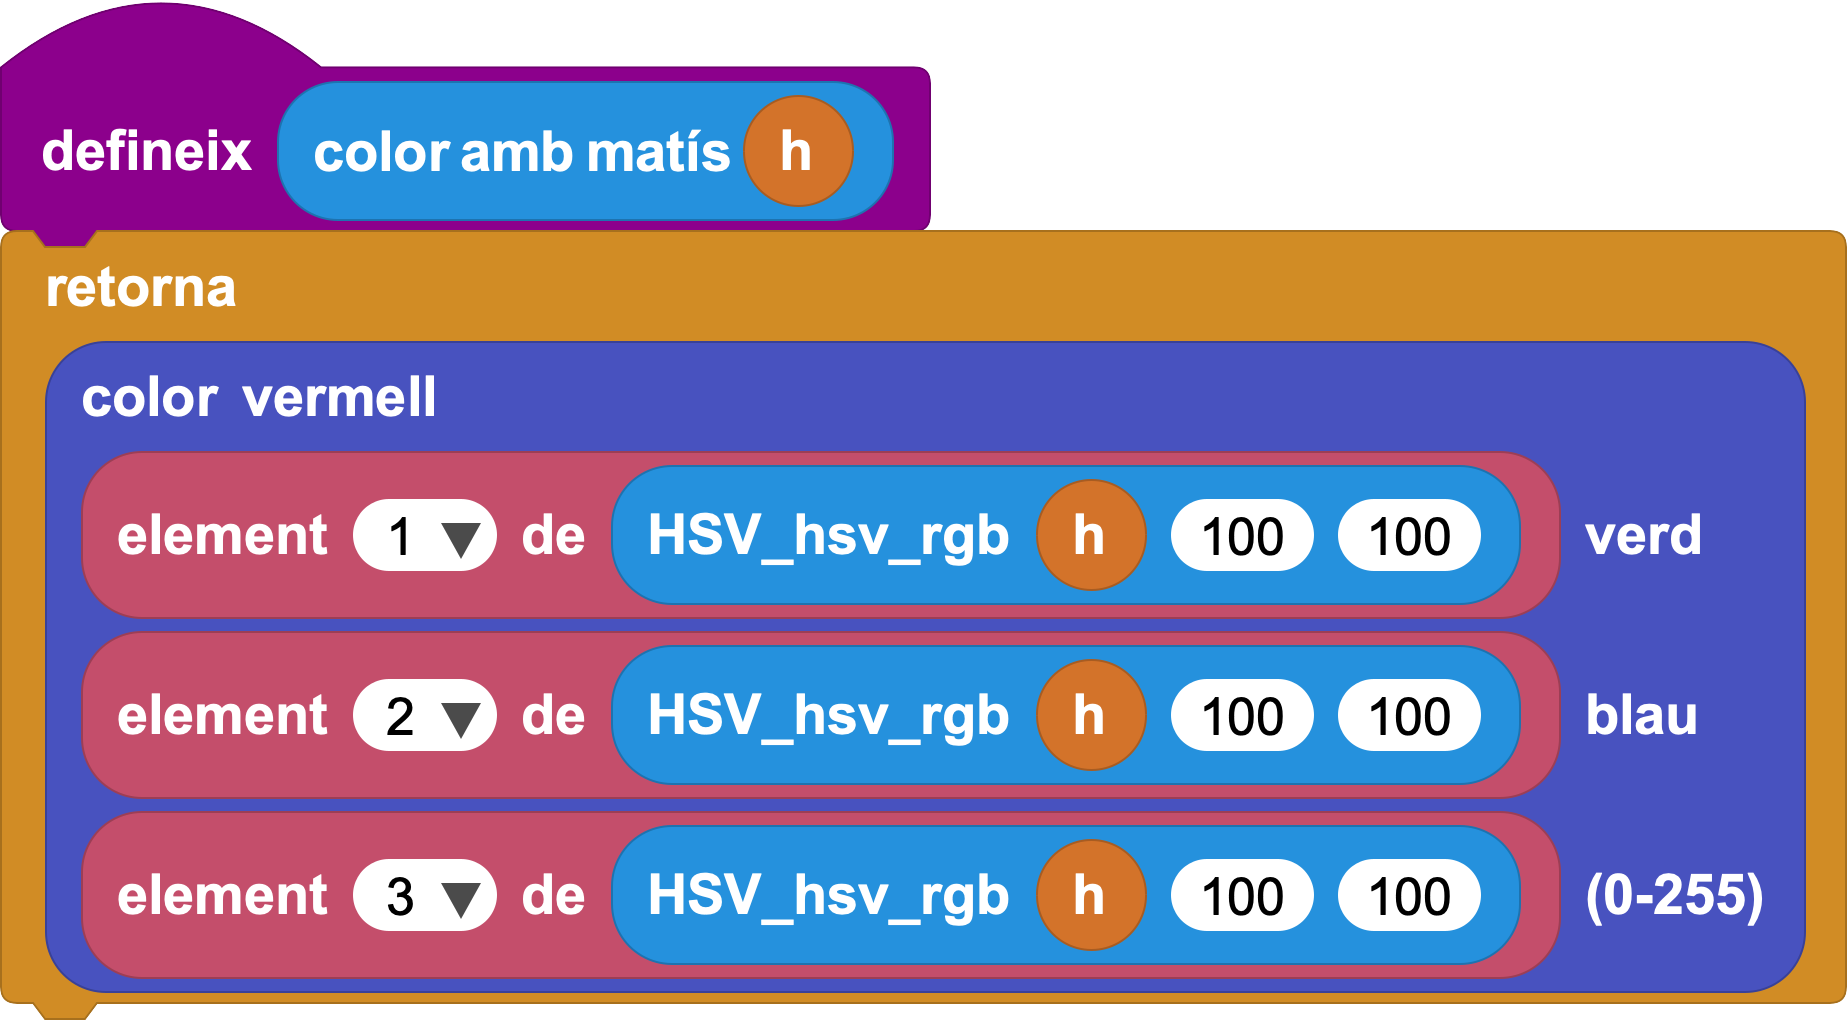 defineix color amb matís h
retorna
color vermell
element 1 ▼ de HSV_hsv_rgb h 100 100 verd
element 2 ▼ de HSV_hsv_rgb h 100 100 blau
element 3 ▼ de HSV_hsv_rgb h 100 100 (0-255)